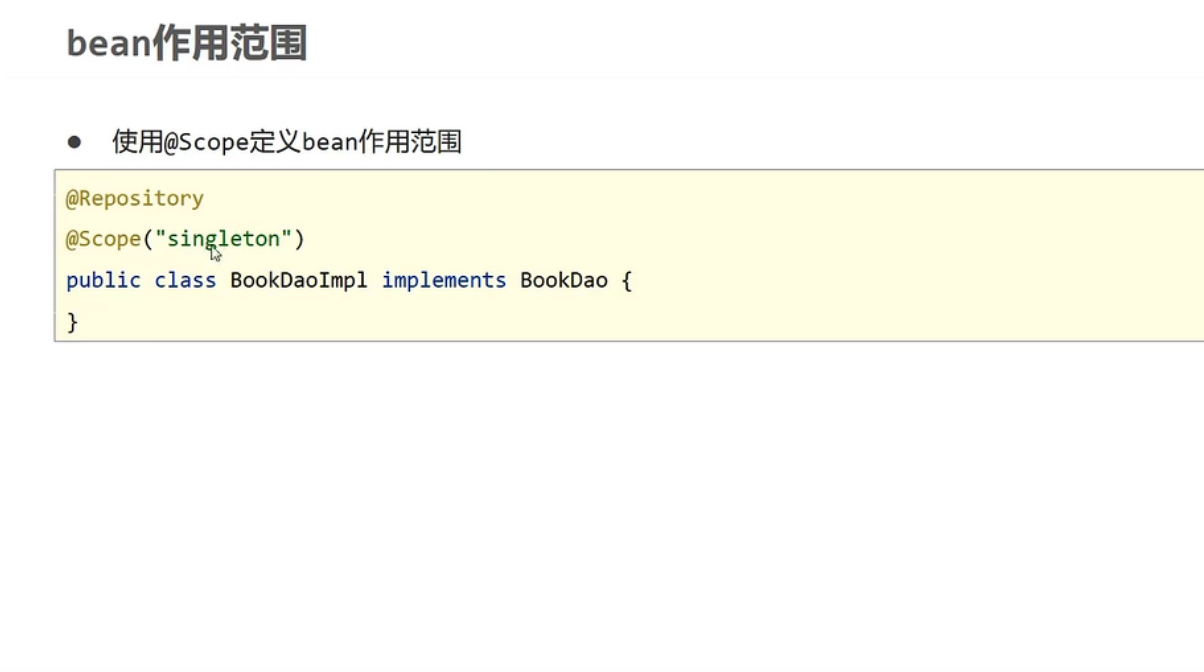 bean作用范围
● 使用@Scope定义bean作用范围
@Repository
@Scope("singleton")
public class BookDaoImpl implements BookDao {
}